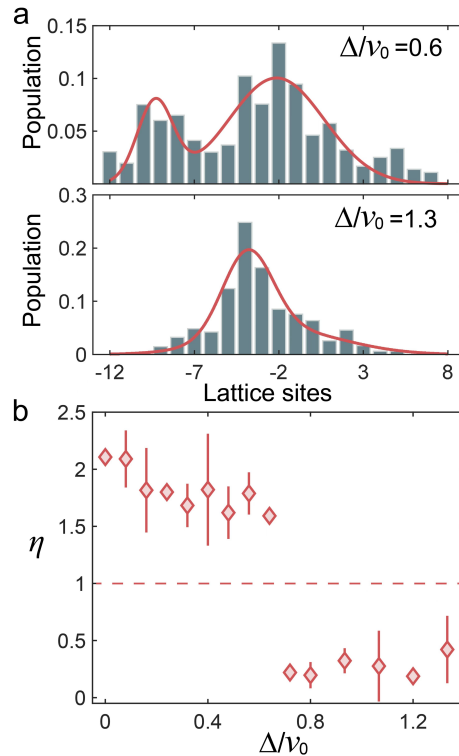 a
Δ/ν₀ =0.6
Population
0.15
0.1
0.05
Δ/ν₀ =1.3
Population
0.3
0.2
0.1
0
-12 -7 -2 3 8
Lattice sites
b
η
2.5
2
1.5
1
0.5
0
0 0.4 0.8 1.2
Δ/ν₀